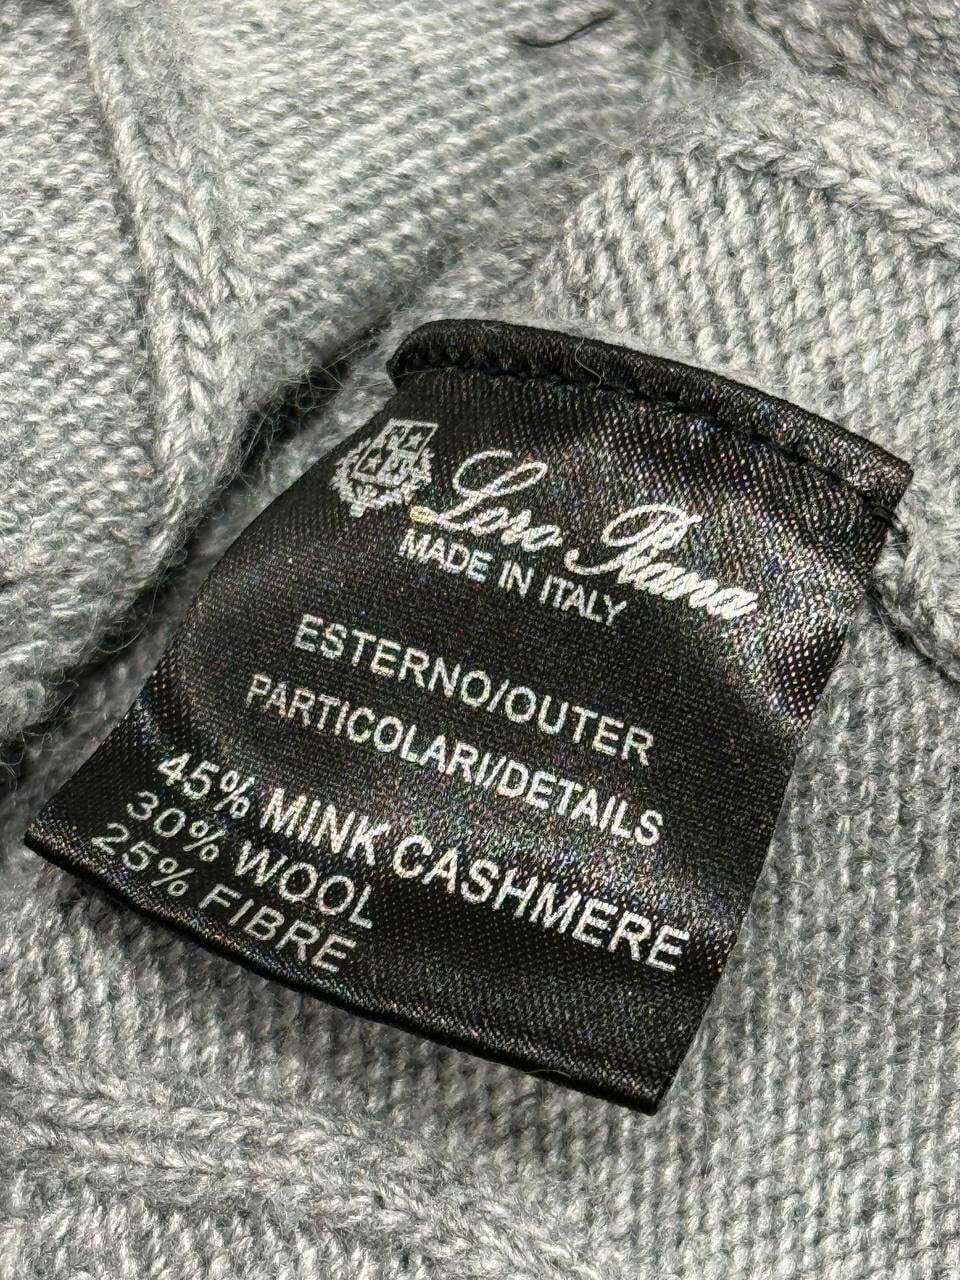 Loro Piana
MADE IN ITALY
ESTERNO/OUTER
PARTICOLARI/DETAILS
45% MINK CASHMERE
30% WOOL
25% FIBRE